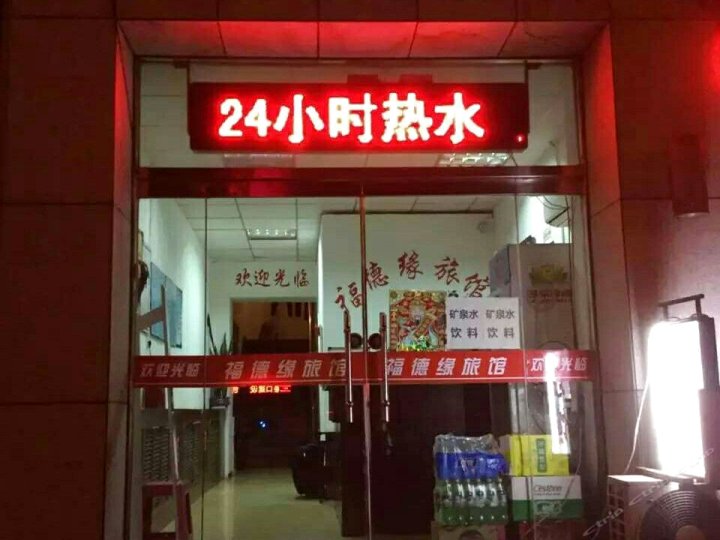 24小时热水
欢迎光临
福德缘旅馆
矿泉水
饮料
矿泉水
饮料
欢迎光临
福德缘旅馆
福德缘旅馆
欢迎光临
C'estbon